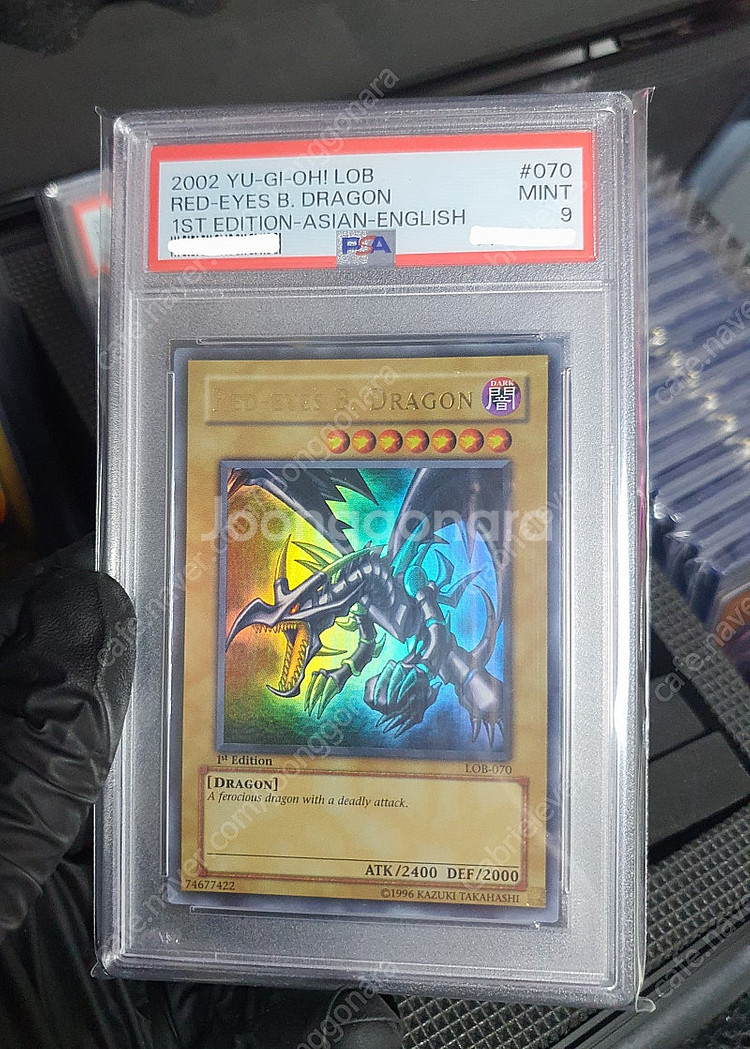 2002 YU-GI-OH! LOB #070
RED-EYES B. DRAGON MINT
1ST EDITION-ASIAN-ENGLISH 9
PSA
RED-EYES B. DRAGON
DARK
闇
Joonggonara
1st Edition
LOB-070
[DRAGON]
A ferocious dragon with a deadly attack.
ATK/2400 DEF/2000
74677422
©1996 KAZUKI TAKAHASHI